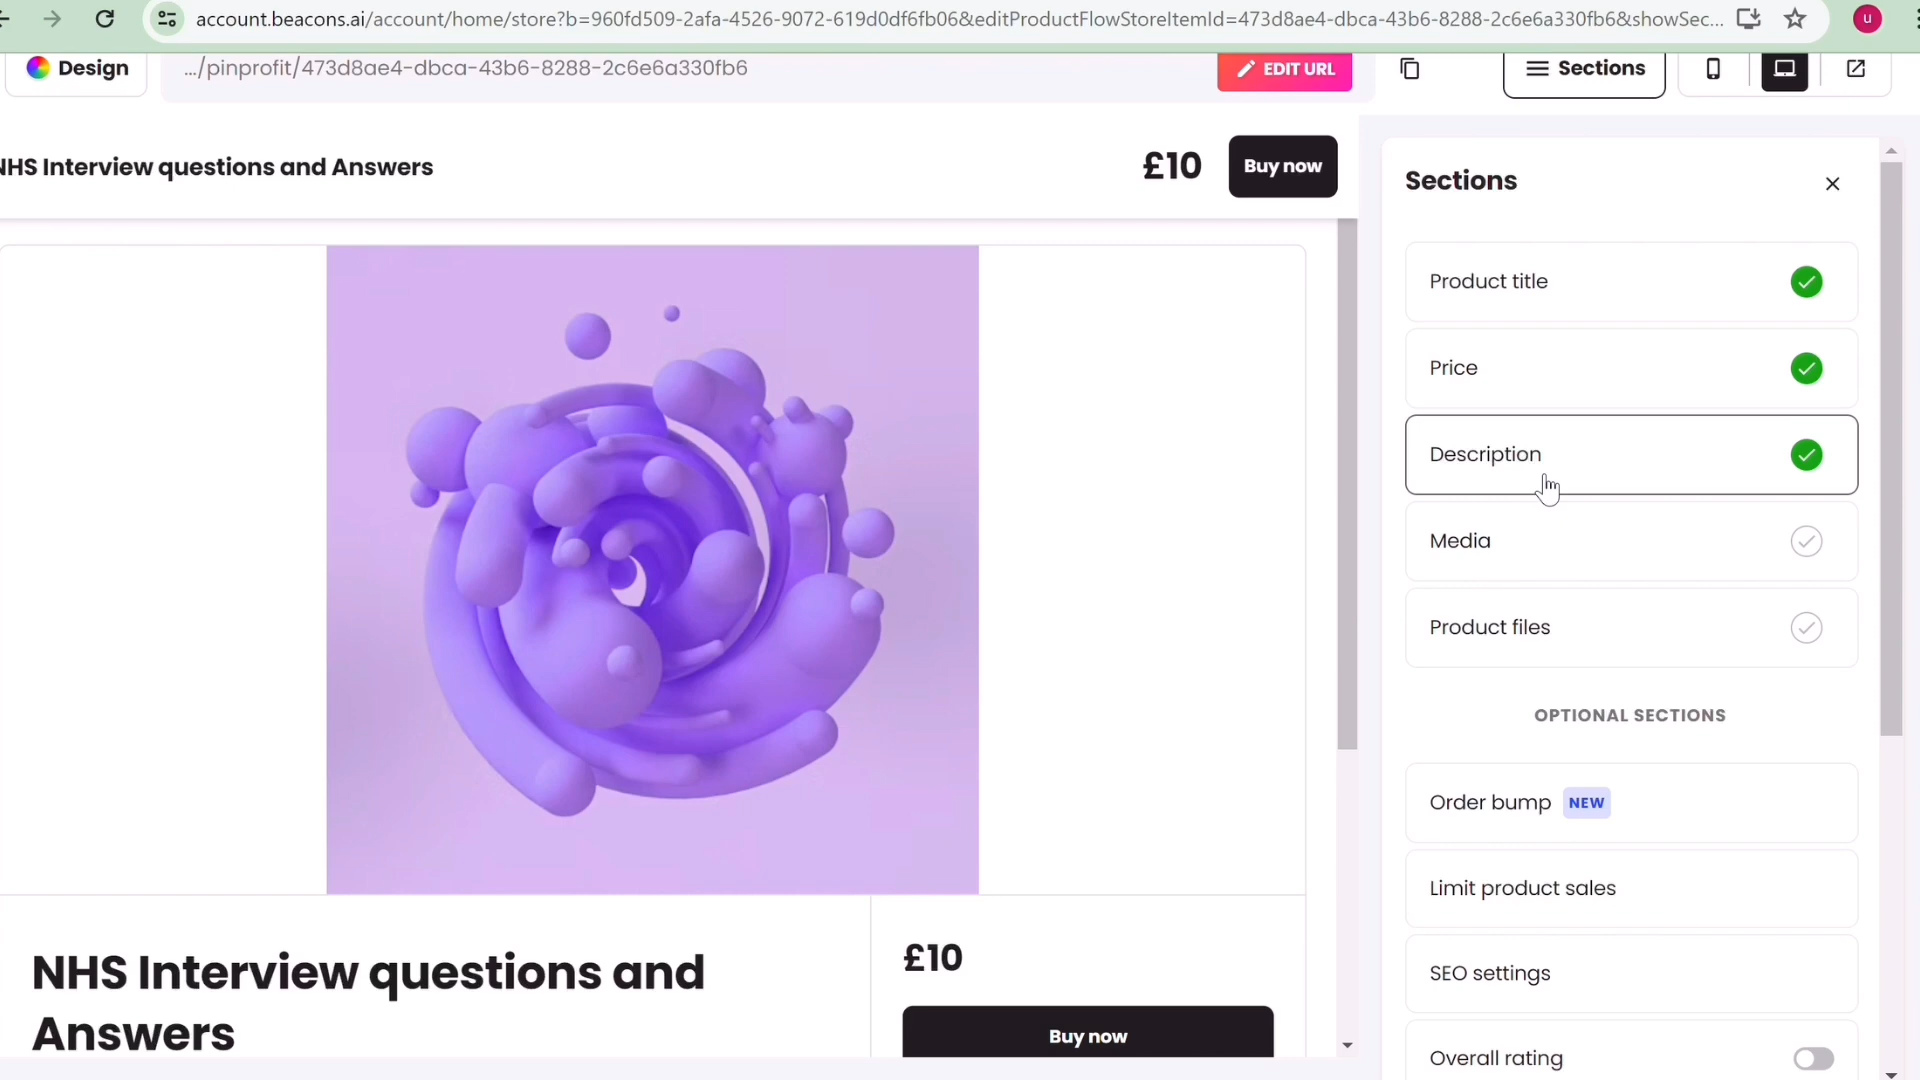 account.beacons.ai/account/home/store?b=960fd509-2afa-4526-9072-619d0df6fb06&editProductFlowStoreItemId=473d8ae4-dbca-43b6-8288-2c6e6a330fb6&showSec...
u
Design
.../pinprofit/473d8ae4-dbca-43b6-8288-2c6e6a330fb6
EDIT URL
Sections
NHS Interview questions and Answers
£10
Buy now
Sections
Product title
Price
Description
Media
Product files
OPTIONAL SECTIONS
Order bump NEW
Limit product sales
SEO settings
Overall rating
NHS Interview questions and
Answers
£10
Buy now